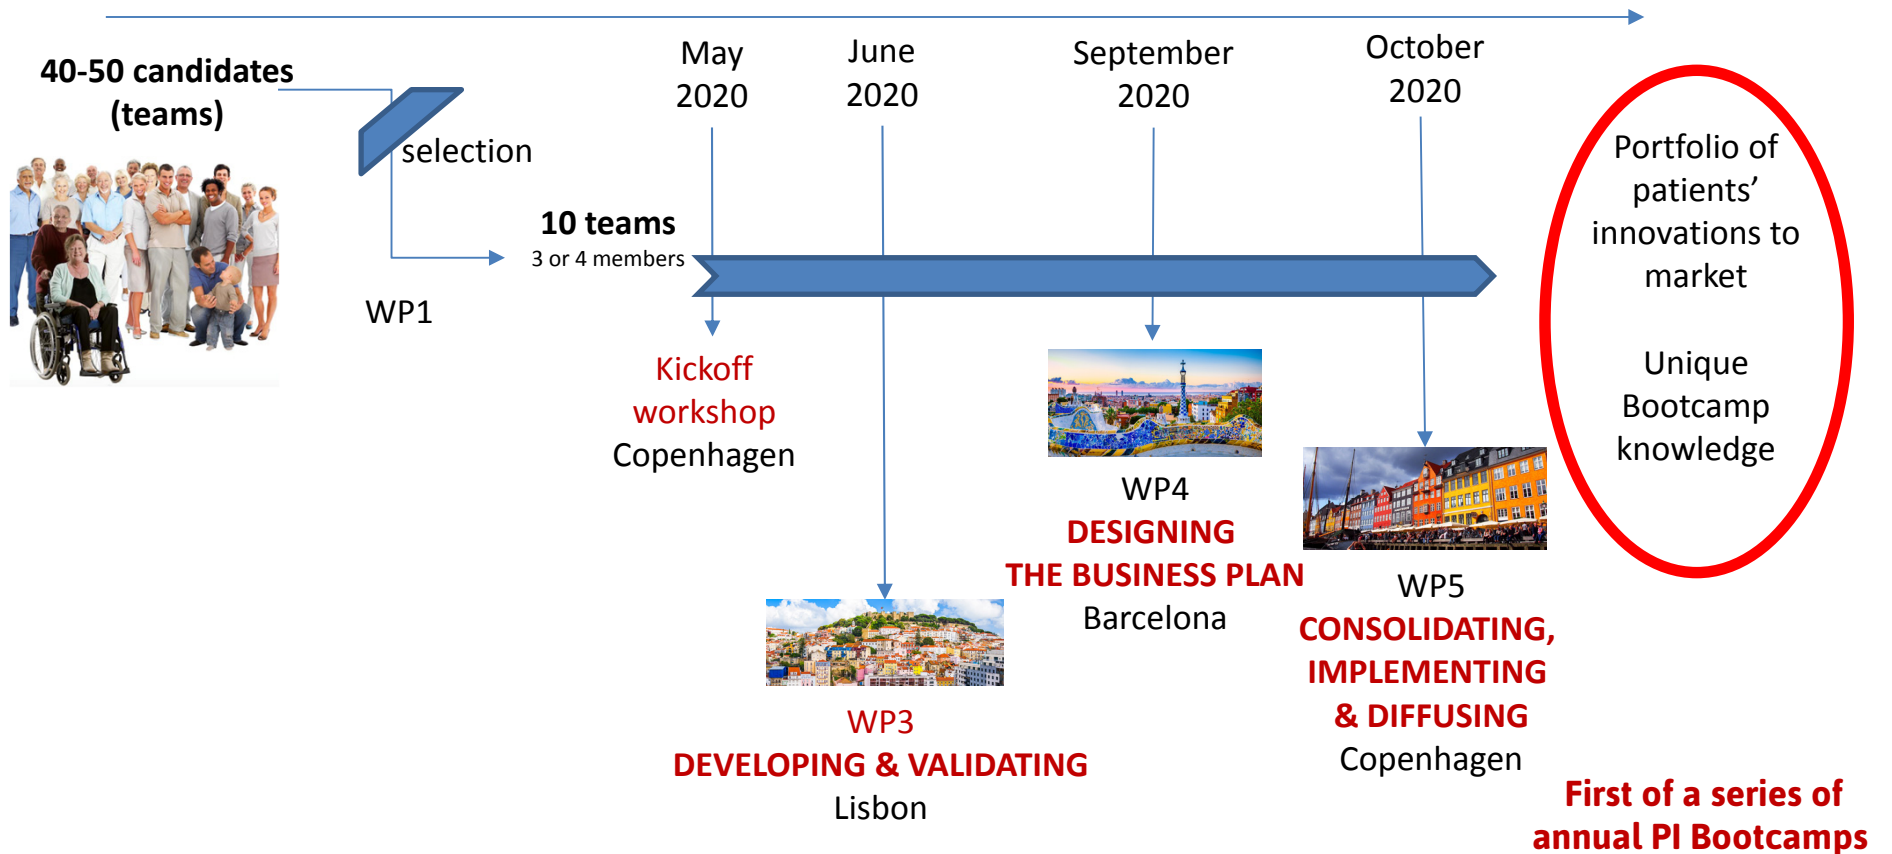 40-50 candidates
(teams)
selection
WP1
10 teams
3 or 4 members
May
2020
Kickoff
workshop
Copenhagen
June
2020
WP3
DEVELOPING & VALIDATING
Lisbon
September
2020
WP4
DESIGNING
THE BUSINESS PLAN
Barcelona
October
2020
WP5
CONSOLIDATING,
IMPLEMENTING
& DIFFUSING
Copenhagen
Portfolio of
patients’
innovations to
market
Unique
Bootcamp
knowledge
First of a series of
annual PI Bootcamps